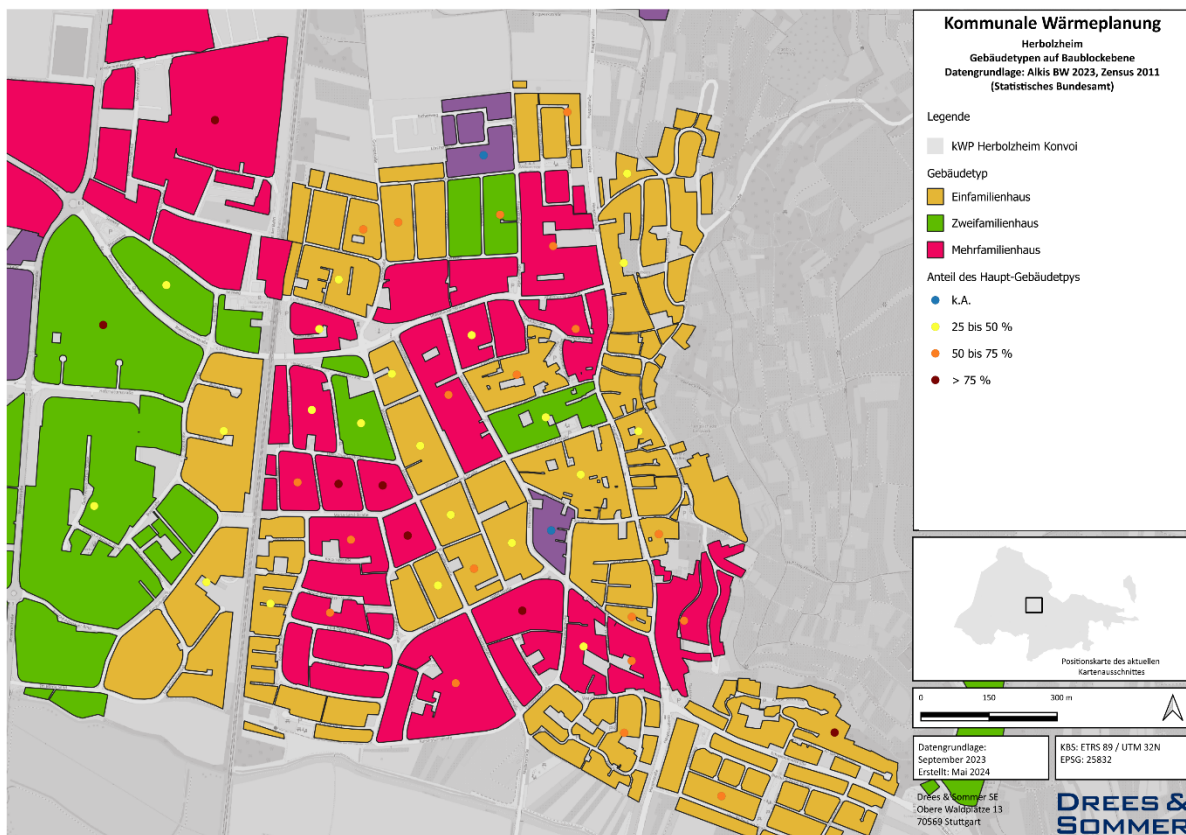 Kommunale Wärmeplanung
Herbolzheim
Gebäudetypen auf Baublockebene
Datengrundlage: Alkis BW 2023, Zensus 2011
(Statistisches Bundesamt)
Legende
kWP Herbolzheim Konvoi
Gebäudetyp
Einfamilienhaus
Zweifamilienhaus
Mehrfamilienhaus
Anteil des Haupt-Gebäudetpys
k.A.
25 bis 50 %
50 bis 75 %
> 75 %
Positionskarte des aktuellen
Kartenausschnittes
0 150 300 m
Datengrundlage:
September 2023
Erstellt: Mai 2024
KBS: ETRS 89 / UTM 32N
EPSG: 25832
Drees & Sommer SE
Obere Waldplätze 13
70569 Stuttgart
DREES &
SOMMER